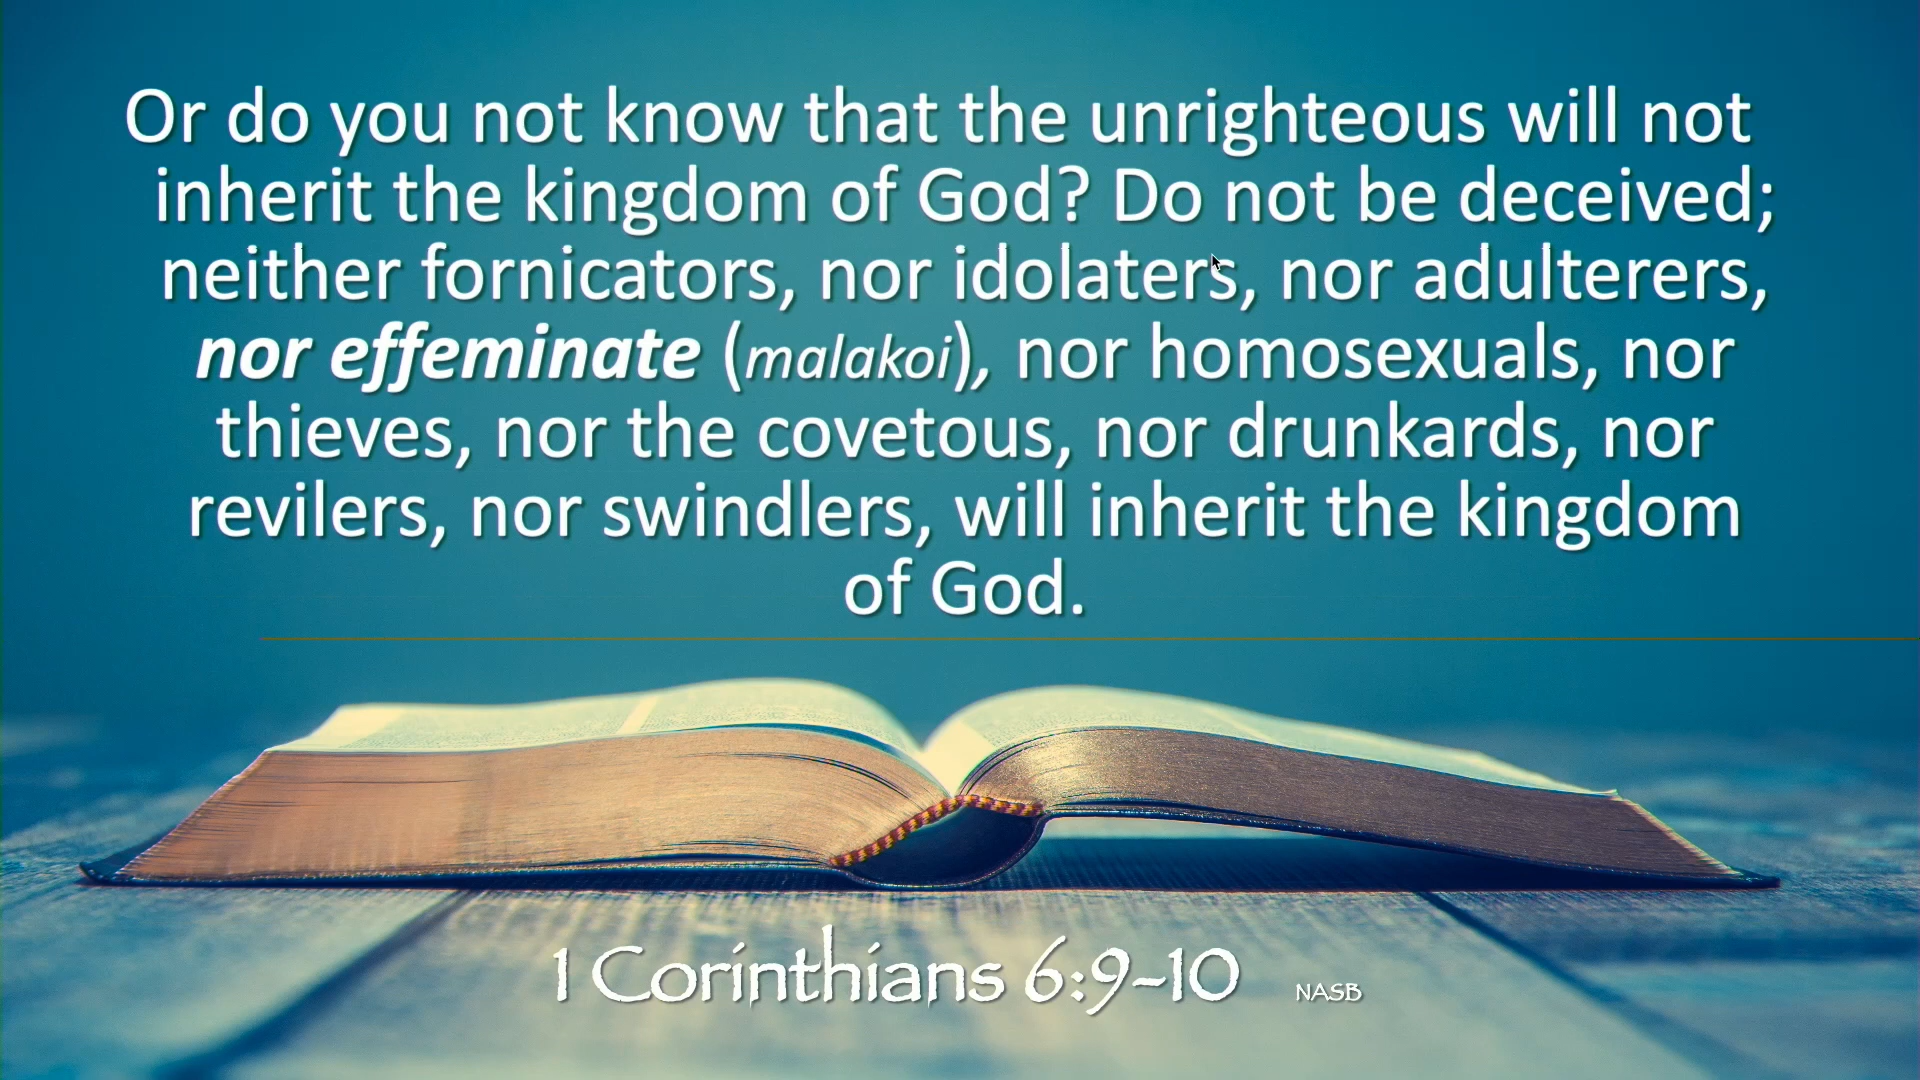 Or do you not know that the unrighteous will not
inherit the kingdom of God? Do not be deceived;
neither fornicators, nor idolaters, nor adulterers,
nor effeminate (malakoi), nor homosexuals, nor
thieves, nor the covetous, nor drunkards, nor
revilers, nor swindlers, will inherit the kingdom
of God.
1 Corinthians 6:9-10 NASB